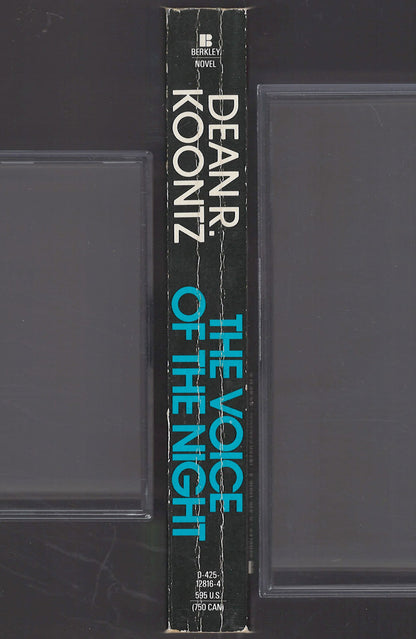 BERKLEY
NOVEL
DEAN R.
KOONTZ
THE VOICE
OF THE NIGHT
0-425-
12816-4
595 U.S.
(750 CAN)